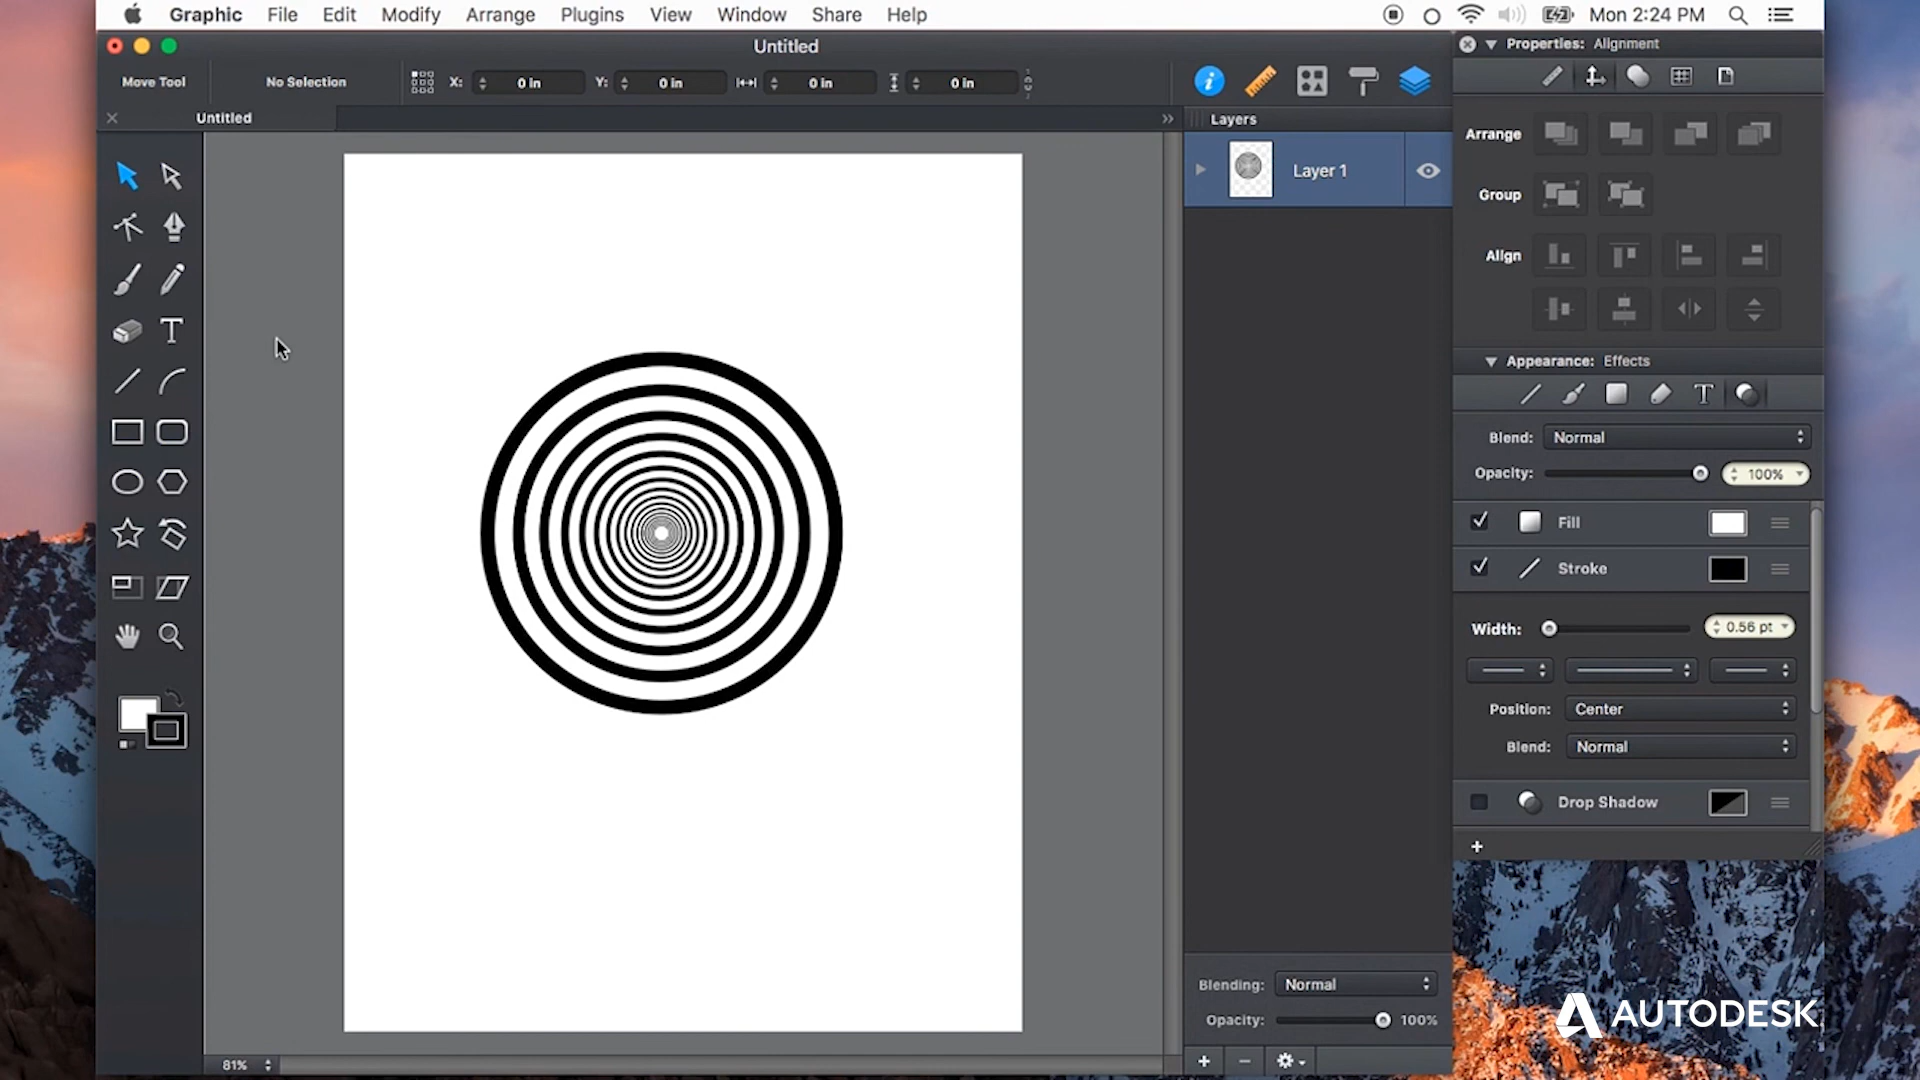 Graphic File Edit Modify Arrange Plugins View Window Share Help Mon 2:24 PM
Untitled
Move Tool No Selection X: 0 in Y: 0 in 0 in 0 in
Untitled
Layers
Layer 1
Blending: Normal
Opacity: 100%
81%
Properties: Alignment
Arrange
Group
Align
Appearance: Effects
Blend: Normal
Opacity: 100%
Fill
Stroke
Width: 0.56 pt
Position: Center
Blend: Normal
Drop Shadow
AUTODESK.